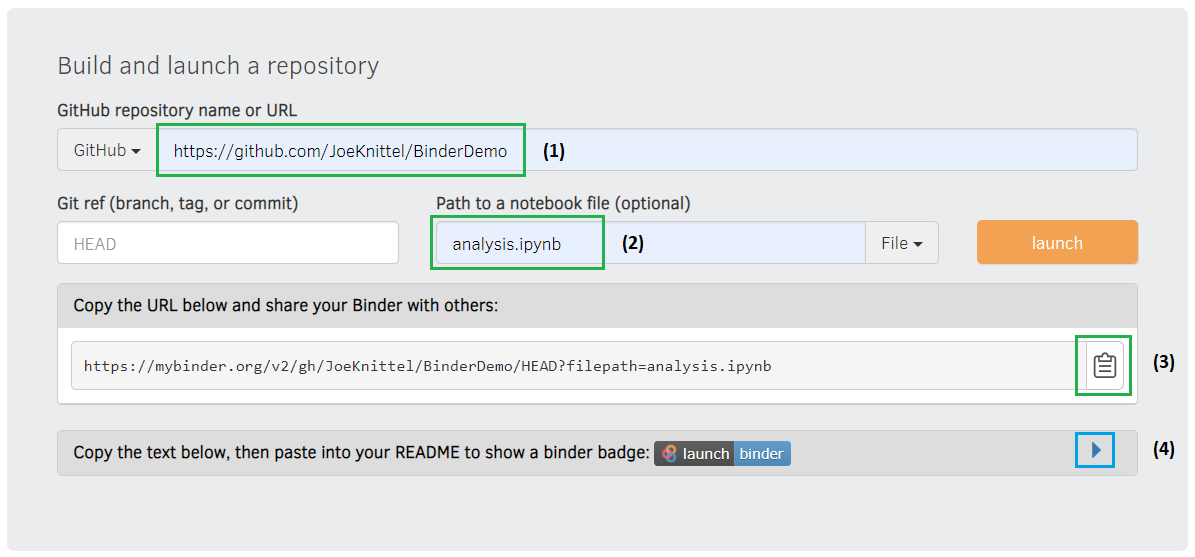 Build and launch a repository
GitHub repository name or URL
GitHub https://github.com/JoeKnittel/BinderDemo (1)
Git ref (branch, tag, or commit) Path to a notebook file (optional)
HEAD analysis.ipynb (2) File launch
Copy the URL below and share your Binder with others:
https://mybinder.org/v2/gh/JoeKnittel/BinderDemo/HEAD?filepath=analysis.ipynb (3)
Copy the text below, then paste into your README to show a binder badge: launch binder (4)